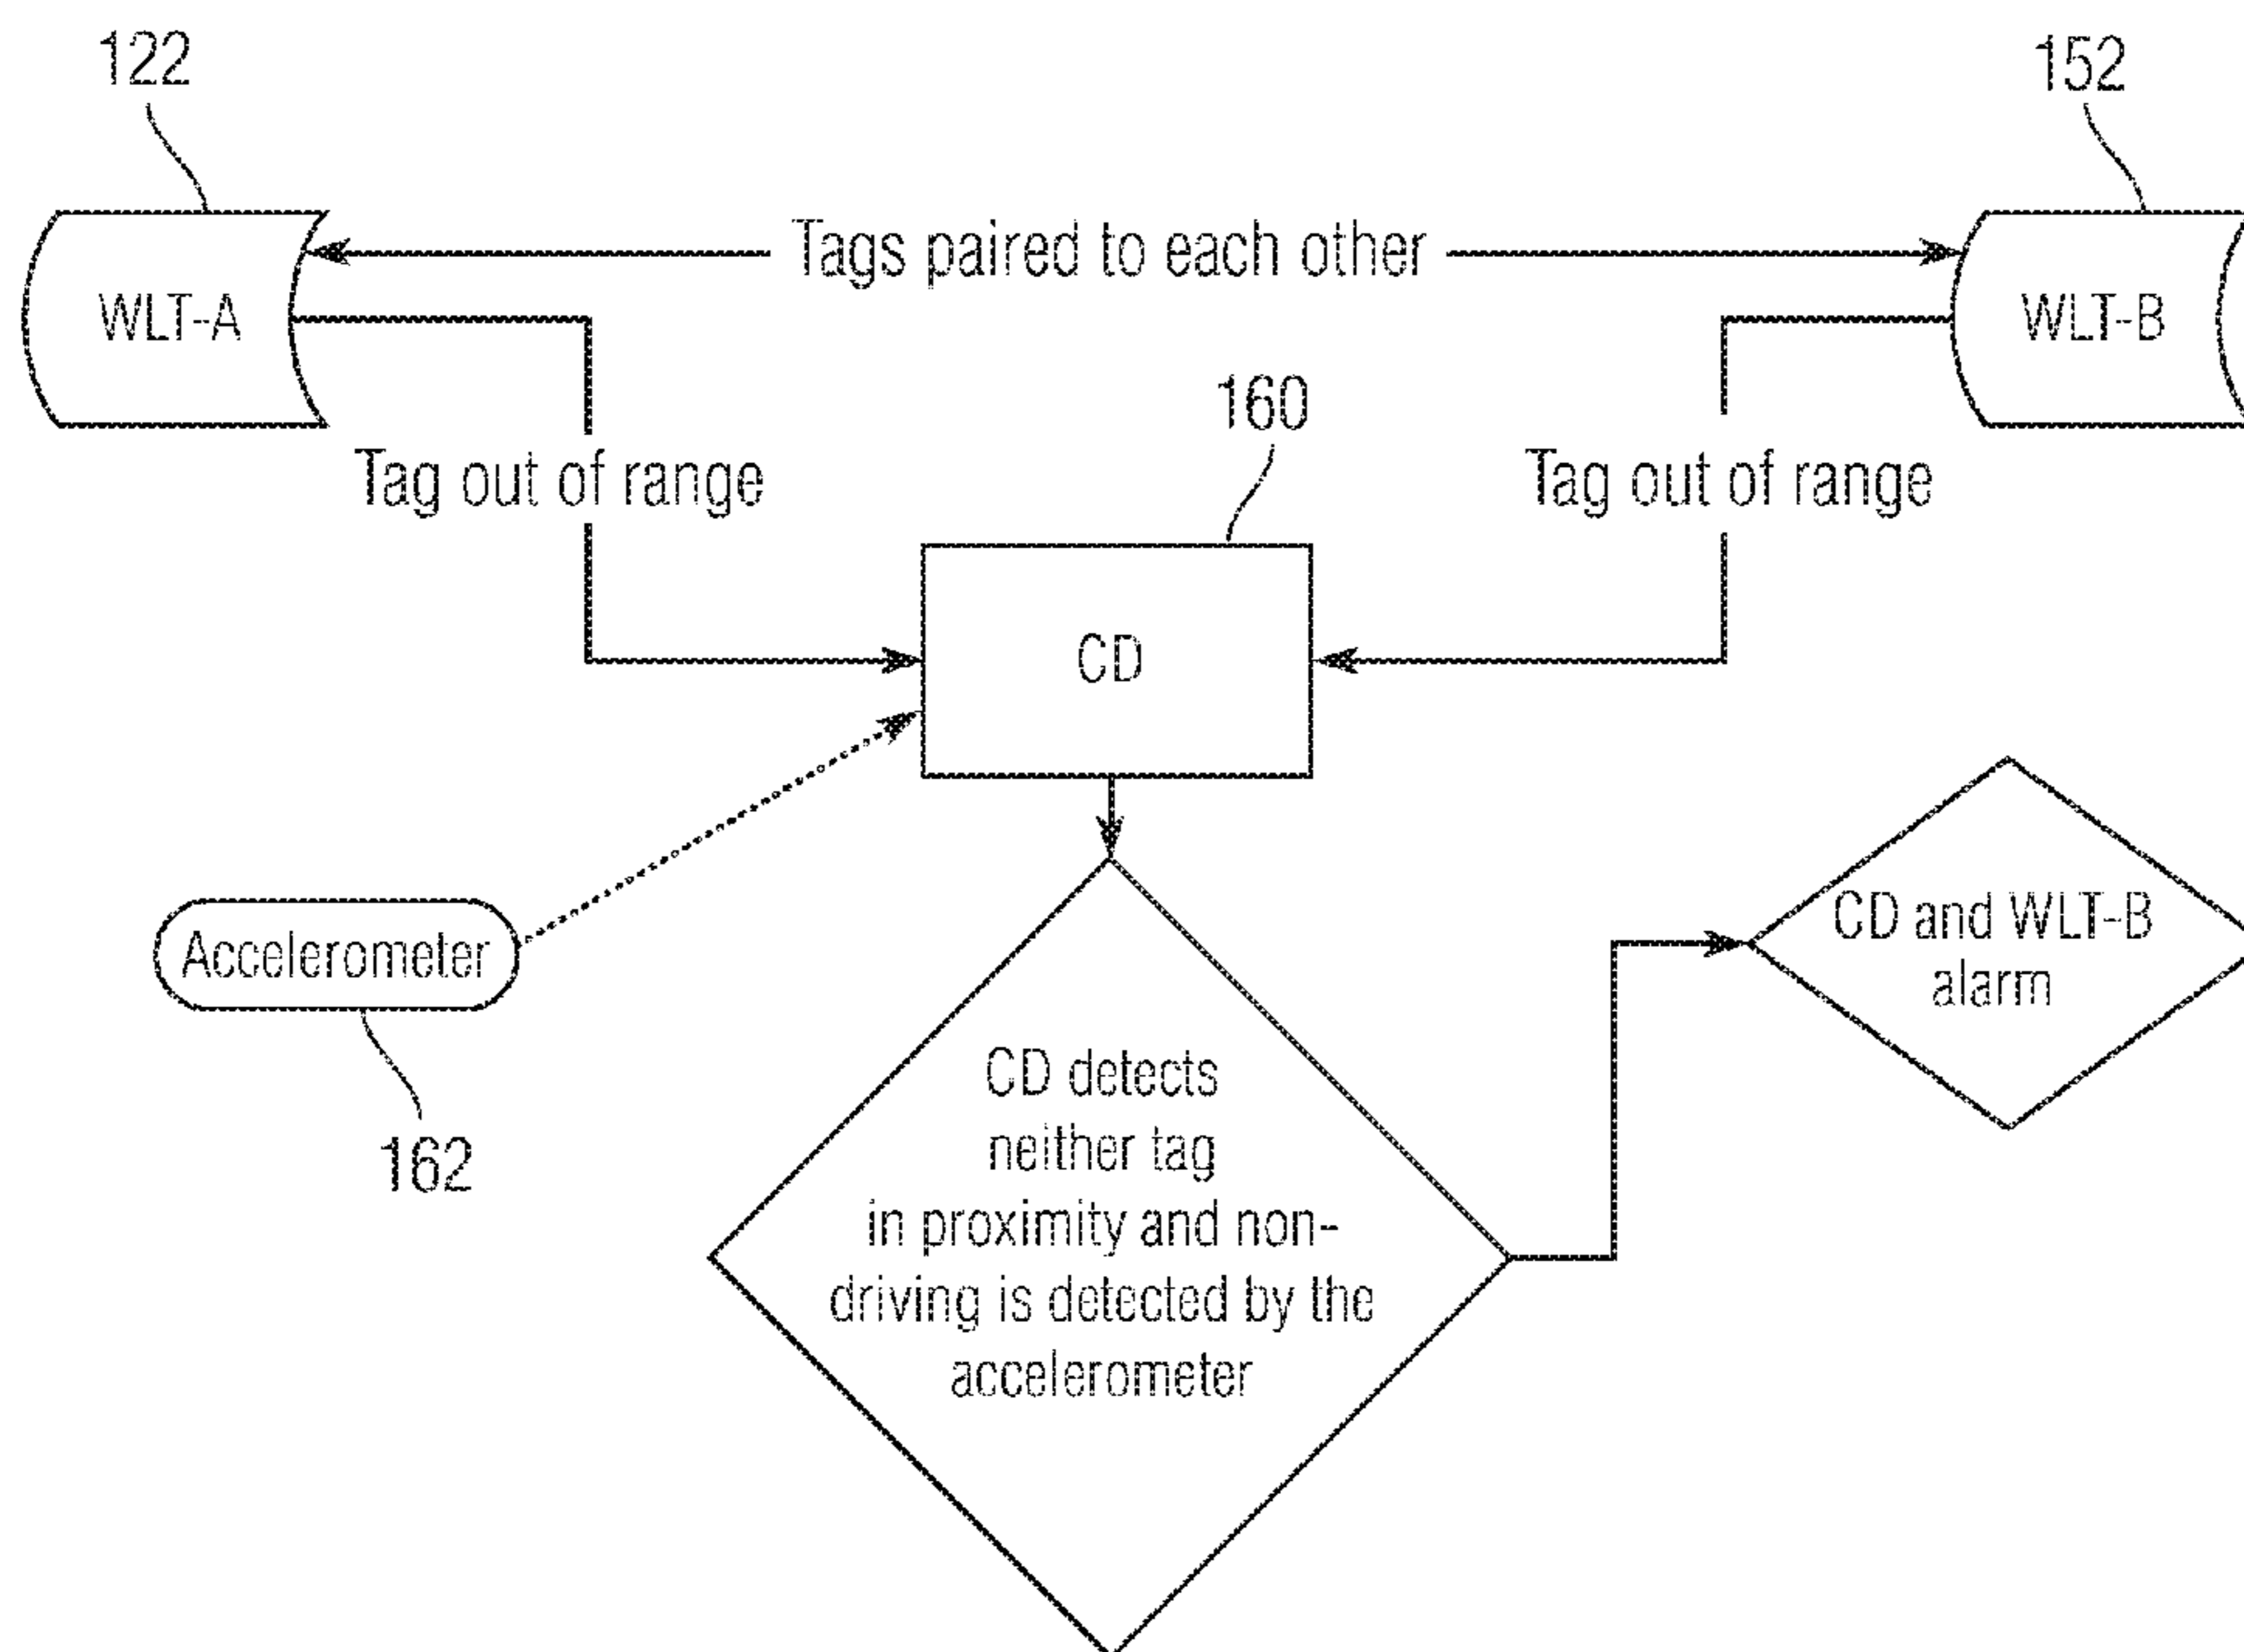 122
152
Tags paired to each other
WLT-A
WLT-B
160
Tag out of range
Tag out of range
CD
CD and WLT-B
alarm
Accelerometer
162
CD detects
neither tag
in proximity and non-
driving is detected by the
accelerometer